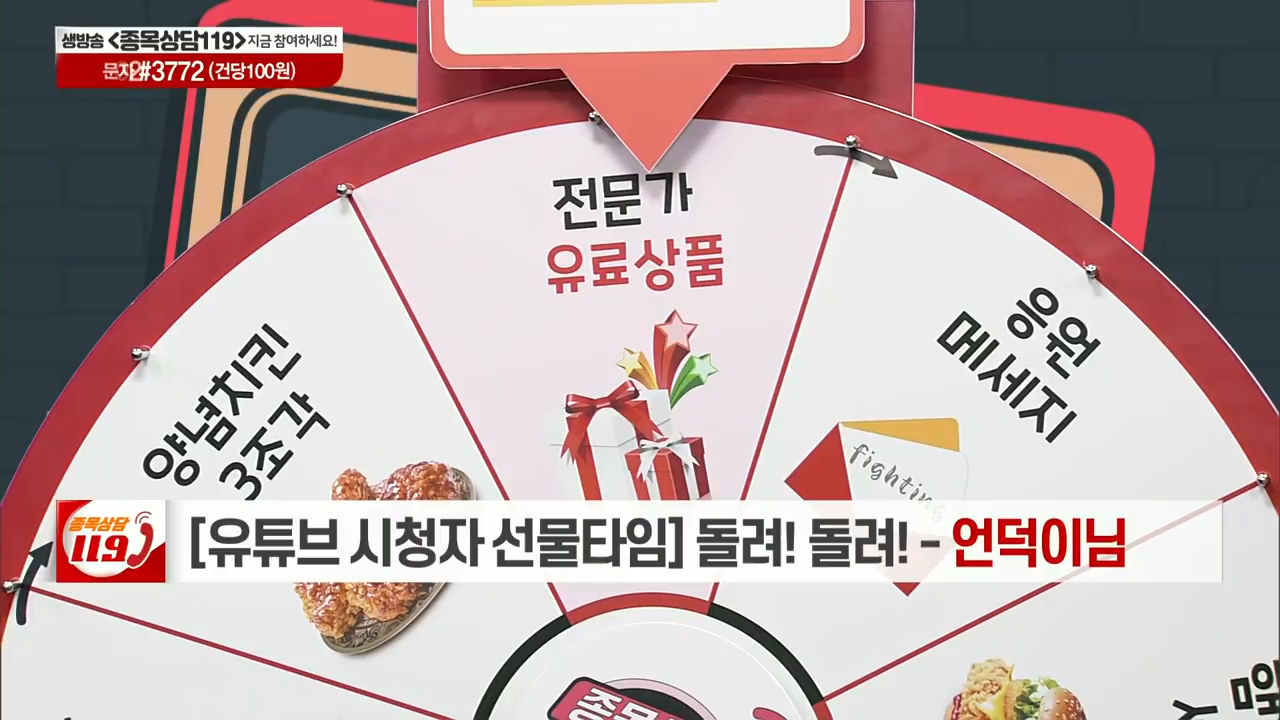 생방송 <종목상담119> 지금 참여하세요!
#3772 (건당100원)
전문가
유료상품
양념치킨
3조각
응원
메세지
fighting
종목상담
119
[유튜브 시청자 선물타임] 돌려! 돌려! - 언덕이님